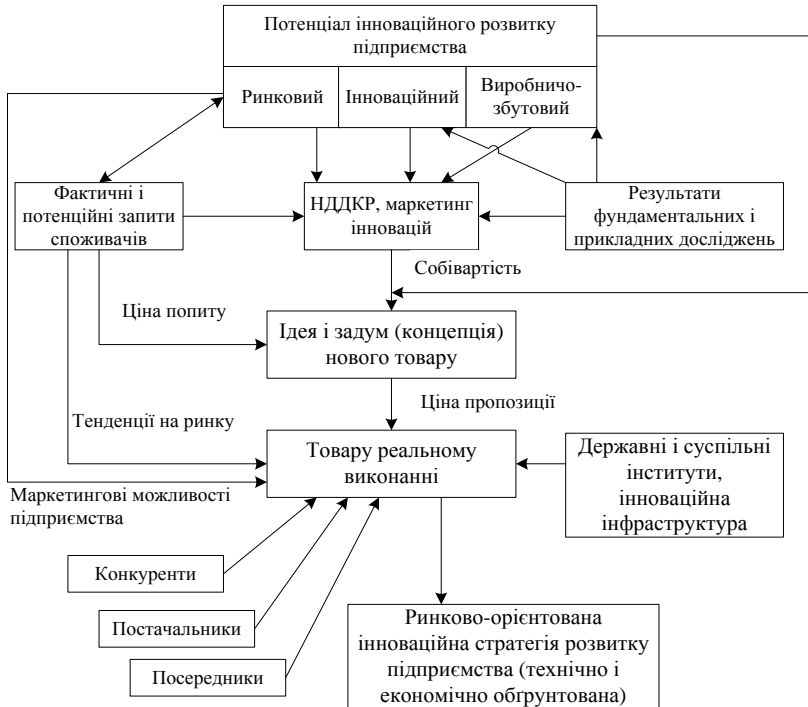 Потенціал інноваційного розвитку
підприємства
Ринковий
Інноваційний
Виробничо-
збутовий
Фактичні і
потенційні запити
споживачів
НДДКР, маркетинг
інновацій
Результати
фундаментальних і
прикладних досліджень
Собівартість
Ціна попиту
Ідея і задум (концепція)
нового товару
Ціна пропозиції
Тенденції на ринку
Товару реальному
виконанні
Державні і суспільні
інститути,
інноваційна
інфраструктура
Маркетингові можливості
підприємства
Конкуренти
Постачальники
Посередники
Ринково-орієнтована
інноваційна стратегія розвитку
підприємства (технічно і
економічно обґрунтована)